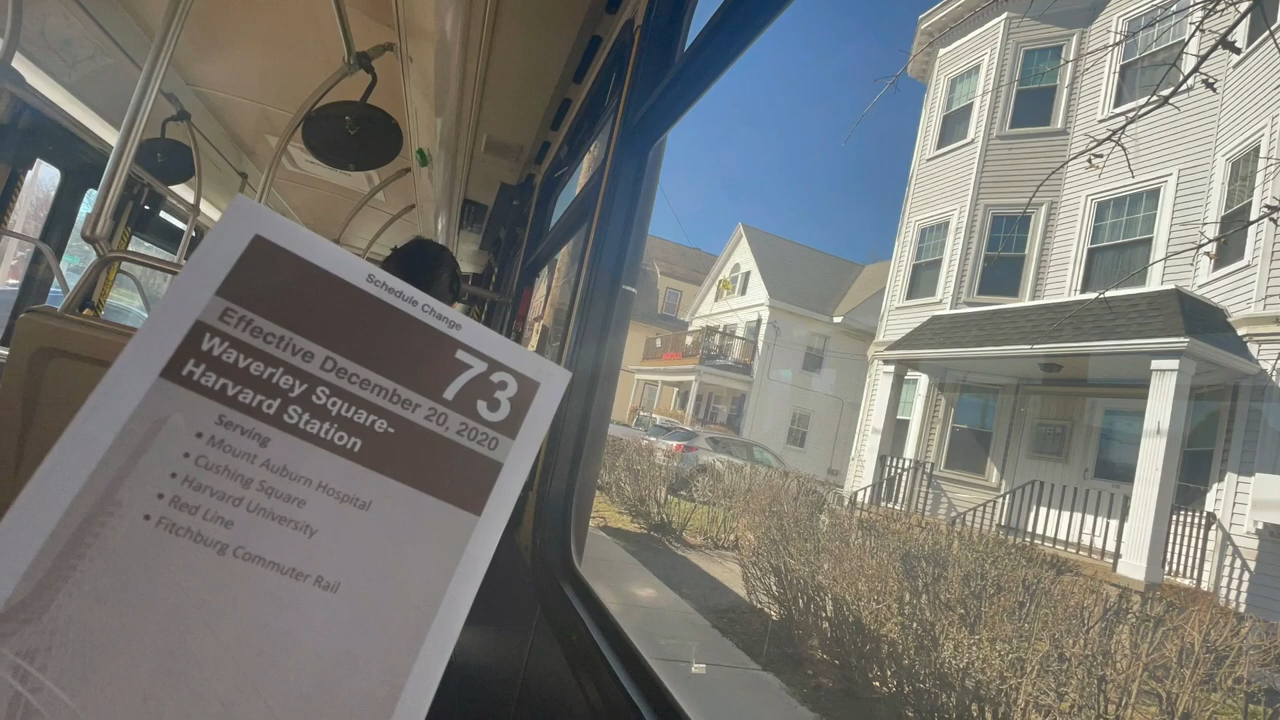 Schedule Change
73
Effective December 20, 2020
Waverley Square-
Harvard Station
Serving
• Mount Auburn Hospital
• Cushing Square
• Harvard University
• Red Line
• Fitchburg Commuter Rail